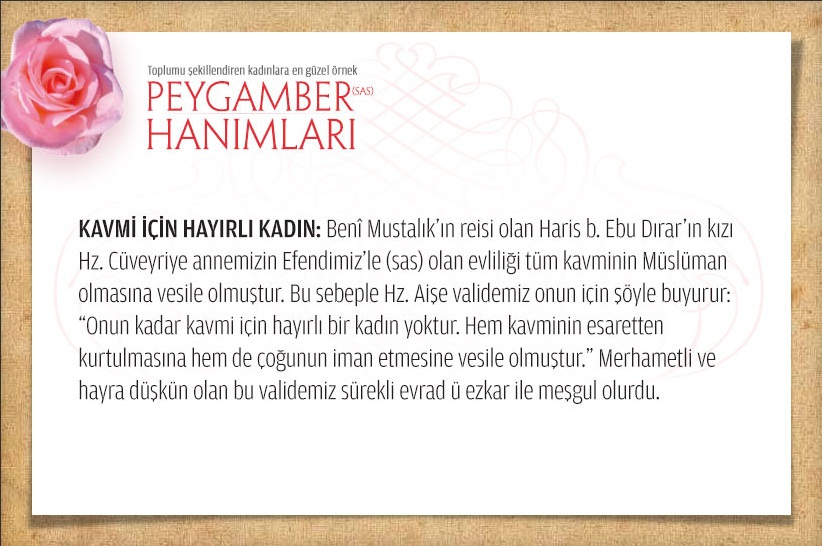 Toplumu şekillendiren kadınlara en güzel örnek
PEYGAMBER(SAS)
HANIMLARI
KAVMİ İÇİN HAYIRLI KADIN: Benî Mustalık’ın reisi olan Haris b. Ebu Dırar’ın kızı
Hz. Cüveyriye annemizin Efendimiz’le (sas) olan evliliği tüm kavminin Müslüman
olmasına vesile olmuştur. Bu sebeple Hz. Aişe validemiz onun için şöyle buyurur:
“Onun kadar kavmi için hayırlı bir kadın yoktur. Hem kavminin esaretten
kurtulmasına hem de çoğunun iman etmesine vesile olmuştur.” Merhametli ve
hayra düşkün olan bu validemiz sürekli evrad ü ezkar ile meşgul olurdu.